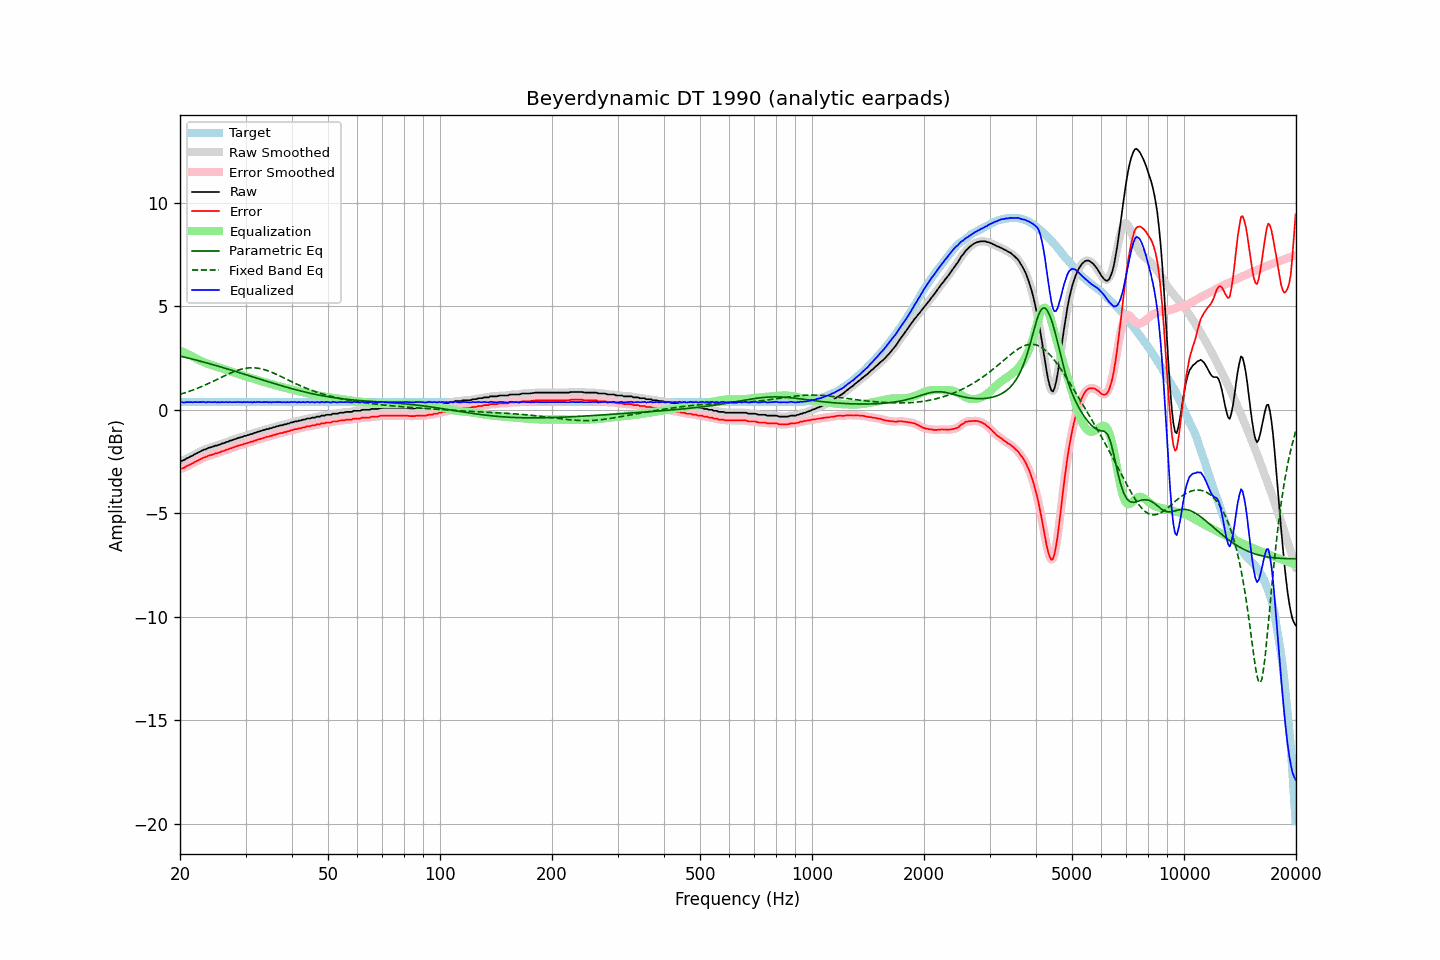 Beyerdynamic DT 1990 (analytic earpads)
Target
Raw Smoothed
Error Smoothed
Raw
Error
Equalization
Parametric Eq
Fixed Band Eq
Equalized
Amplitude (dBr)
10
5
0
−5
−10
−15
−20
20
50
100
200
500
1000
2000
5000
10000
20000
Frequency (Hz)